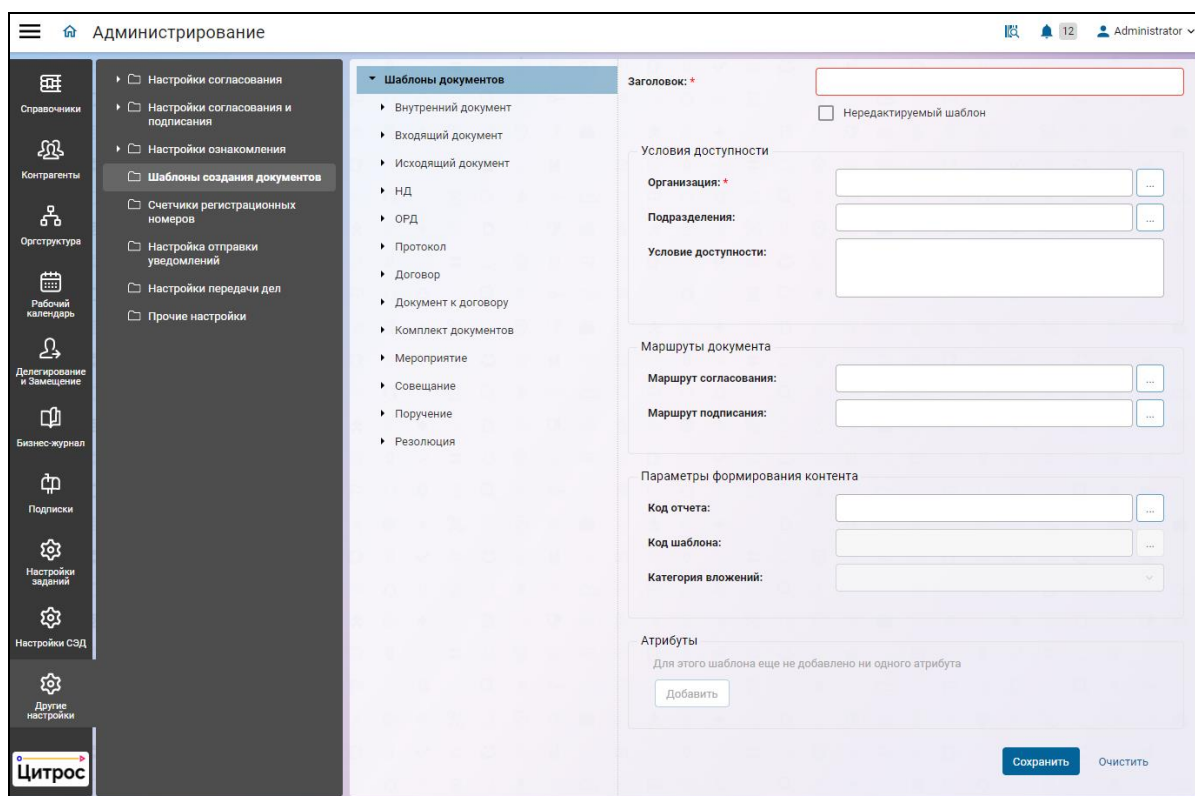 Администрирование
12
Administrator
Справочники
Контрагенты
Оргструктура
Рабочий
календарь
Делегирование
и Замещение
Бизнес-журнал
Подписки
Настройки
заданий
Настройки СЭД
Другие
настройки
Цитрос
Настройки согласования
Настройки согласования и
подписания
Настройки ознакомления
Шаблоны создания документов
Счетчики регистрационных
номеров
Настройка отправки
уведомлений
Настройки передачи дел
Прочие настройки
Шаблоны документов
Внутренний документ
Входящий документ
Исходящий документ
НД
ОРД
Протокол
Договор
Документ к договору
Комплект документов
Мероприятие
Совещание
Поручение
Резолюция
Заголовок: *
Нередактируемый шаблон
Условия доступности
Организация: *
...
Подразделения:
...
Условие доступности:
Маршруты документа
Маршрут согласования:
...
Маршрут подписания:
...
Параметры формирования контента
Код отчета:
...
Код шаблона:
...
Категория вложений:
Атрибуты
Для этого шаблона еще не добавлено ни одного атрибута
Добавить
Сохранить
Очистить